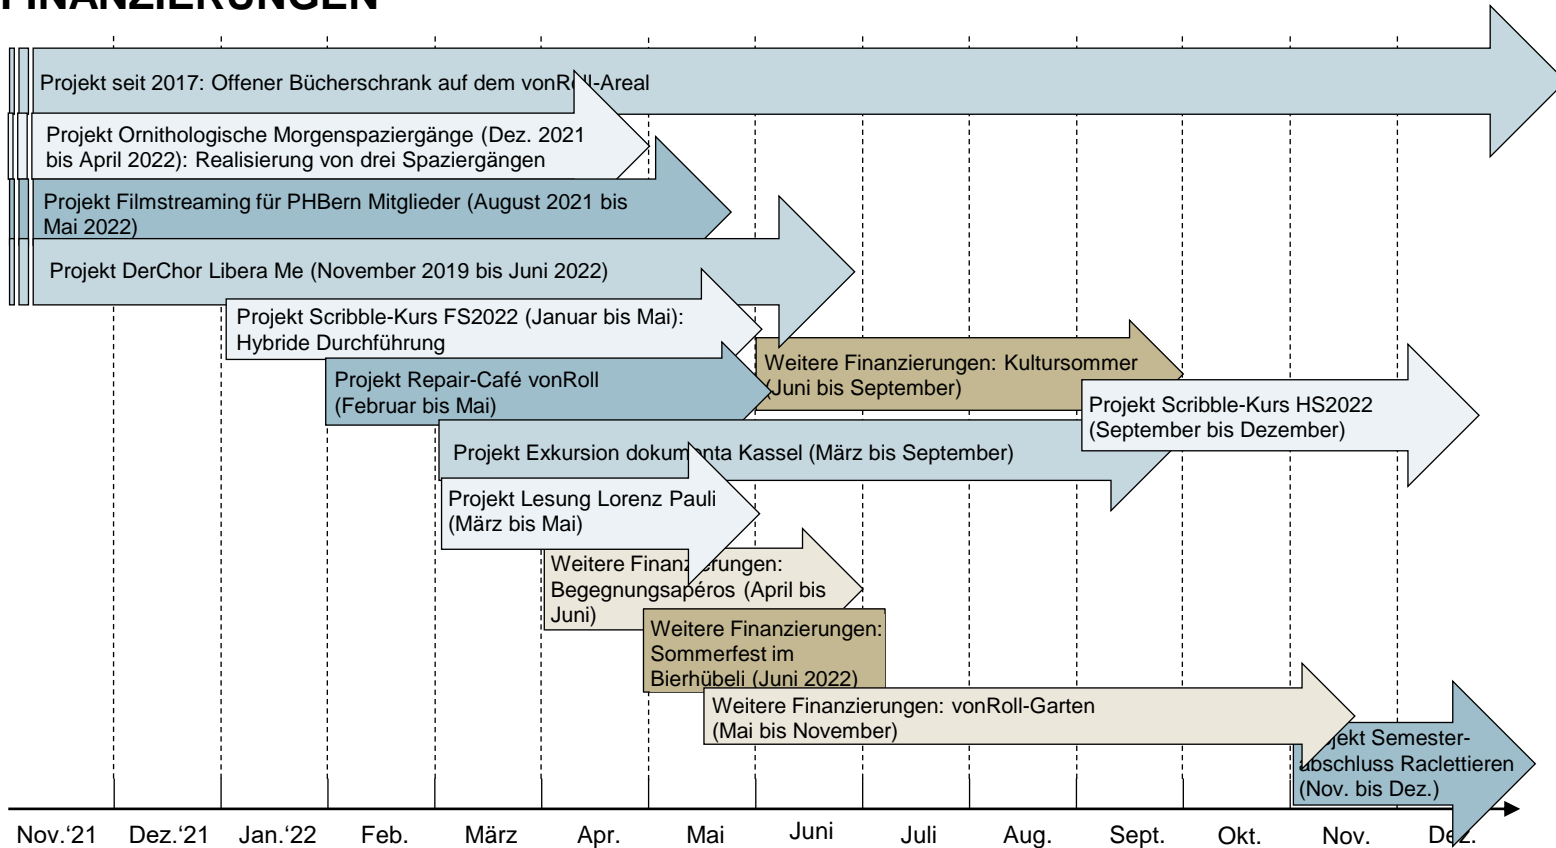 FINANZIERUNGEN
Projekt seit 2017: Offener Bücherschrank auf dem vonRoll-Areal
Projekt Ornithologische Morgenspaziergänge (Dez. 2021
bis April 2022): Realisierung von drei Spaziergängen
Projekt Filmstreaming für PHBern Mitglieder (August 2021 bis
Mai 2022)
Projekt DerChor Libera Me (November 2019 bis Juni 2022)
Projekt Scribble-Kurs FS2022 (Januar bis Mai):
Hybride Durchführung
Weitere Finanzierungen: Kultursommer
(Juni bis September)
Projekt Repair-Café vonRoll
(Februar bis Mai)
Projekt Scribble-Kurs HS2022
(September bis Dezember)
Projekt Exkursion dokumenta Kassel (März bis September)
Projekt Lesung Lorenz Pauli
(März bis Mai)
Weitere Finanzierungen:
Begegnungsapéros (April bis
Juni)
Weitere Finanzierungen:
Sommerfest im
Bierhübeli (Juni 2022)
Weitere Finanzierungen: vonRoll-Garten
(Mai bis November)
Projekt Semester-
abschluss Raclettieren
(Nov. bis Dez.)
Nov.‘21 Dez.‘21 Jan.‘22 Feb. März Apr. Mai Juni Juli Aug. Sept. Okt. Nov. Dez.